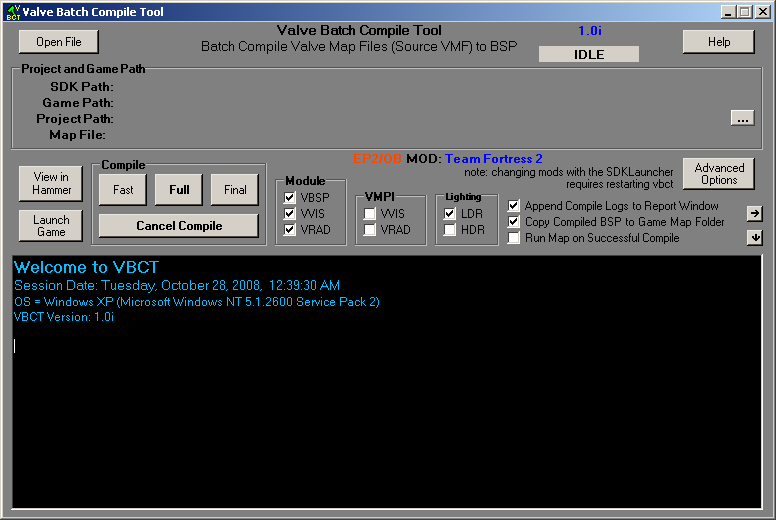 VBCT Valve Batch Compile Tool
Open File
Valve Batch Compile Tool
1.0i
Batch Compile Valve Map Files (Source VMF) to BSP
IDLE
Help
Project and Game Path
SDK Path:
Game Path:
Project Path:
Map File:
...
EP2/OB MOD: Team Fortress 2
note: changing mods with the SDKLauncher
requires restarting vbct
Advanced
Options
View in
Hammer
Launch
Game
Compile
Fast
Full
Final
Cancel Compile
Module
VBSP
VVIS
VRAD
VMPI
VVIS
VRAD
Lighting
LDR
HDR
Append Compile Logs to Report Window
Copy Compiled BSP to Game Map Folder
Run Map on Successful Compile
Welcome to VBCT
Session Date: Tuesday, October 28, 2008, 12:39:30 AM
OS = Windows XP (Microsoft Windows NT 5.1.2600 Service Pack 2)
VBCT Version: 1.0i